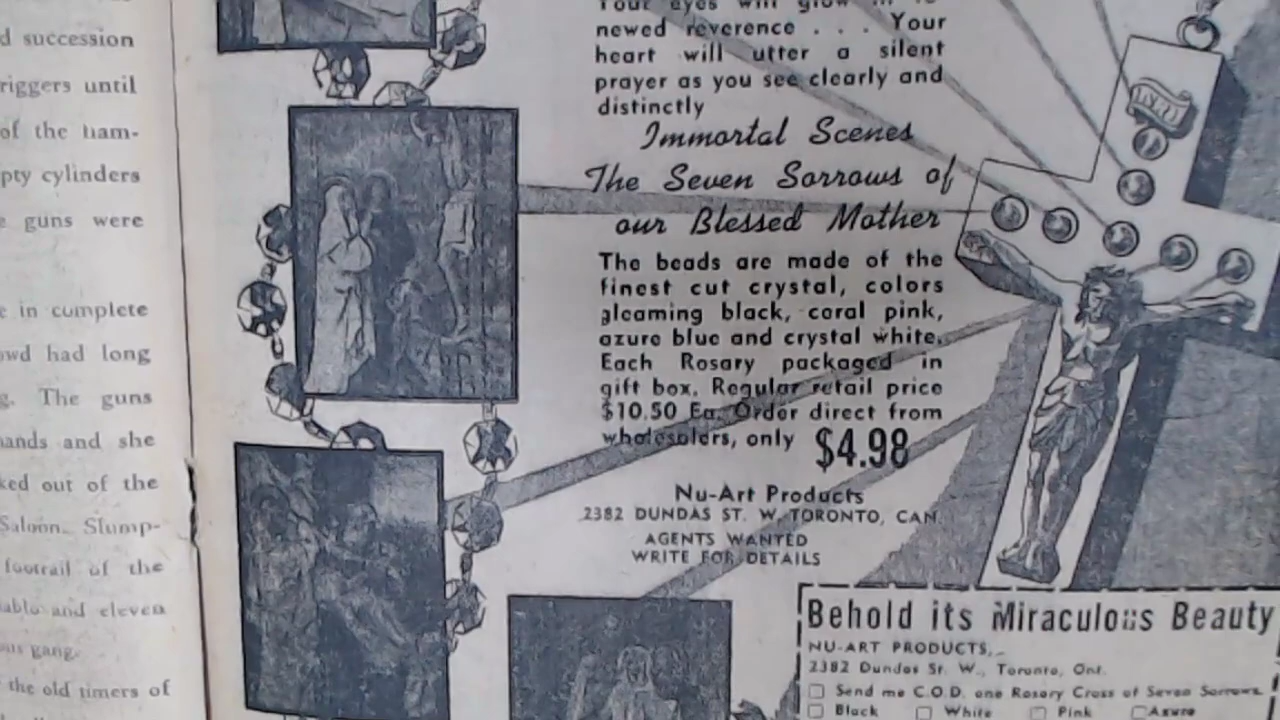 d succession
riggers until
of the ham-
pty cylinders
guns were
in complete
owd had long
g. The guns
hands and she
ked out of the
Saloon. Slump-
footrail of the
and eleven
gang.
the old timers of
Your eyes will glow in re-
newed reverence . . . Your
heart will utter a silent
prayer as you see clearly and
distinctly
Immortal Scenes
The Seven Sorrows of
our Blessed Mother
The beads are made of the
finest cut crystal, colors
gleaming black, coral pink,
azure blue and crystal white.
Each Rosary packaged in
gift box. Regular retail price
$10.50 Ea. Order direct from
wholesalers, only $4.98
Nu-Art Products
2382 DUNDAS ST. W. TORONTO, CAN.
AGENTS WANTED
WRITE FOR DETAILS
Behold its Miraculous Beauty
NU-ART PRODUCTS,
2382 Dundas St. W., Toronto, Ont.
Send me C.O.D. one Rosary Cross of Seven Sorrows
Black White Pink Azure